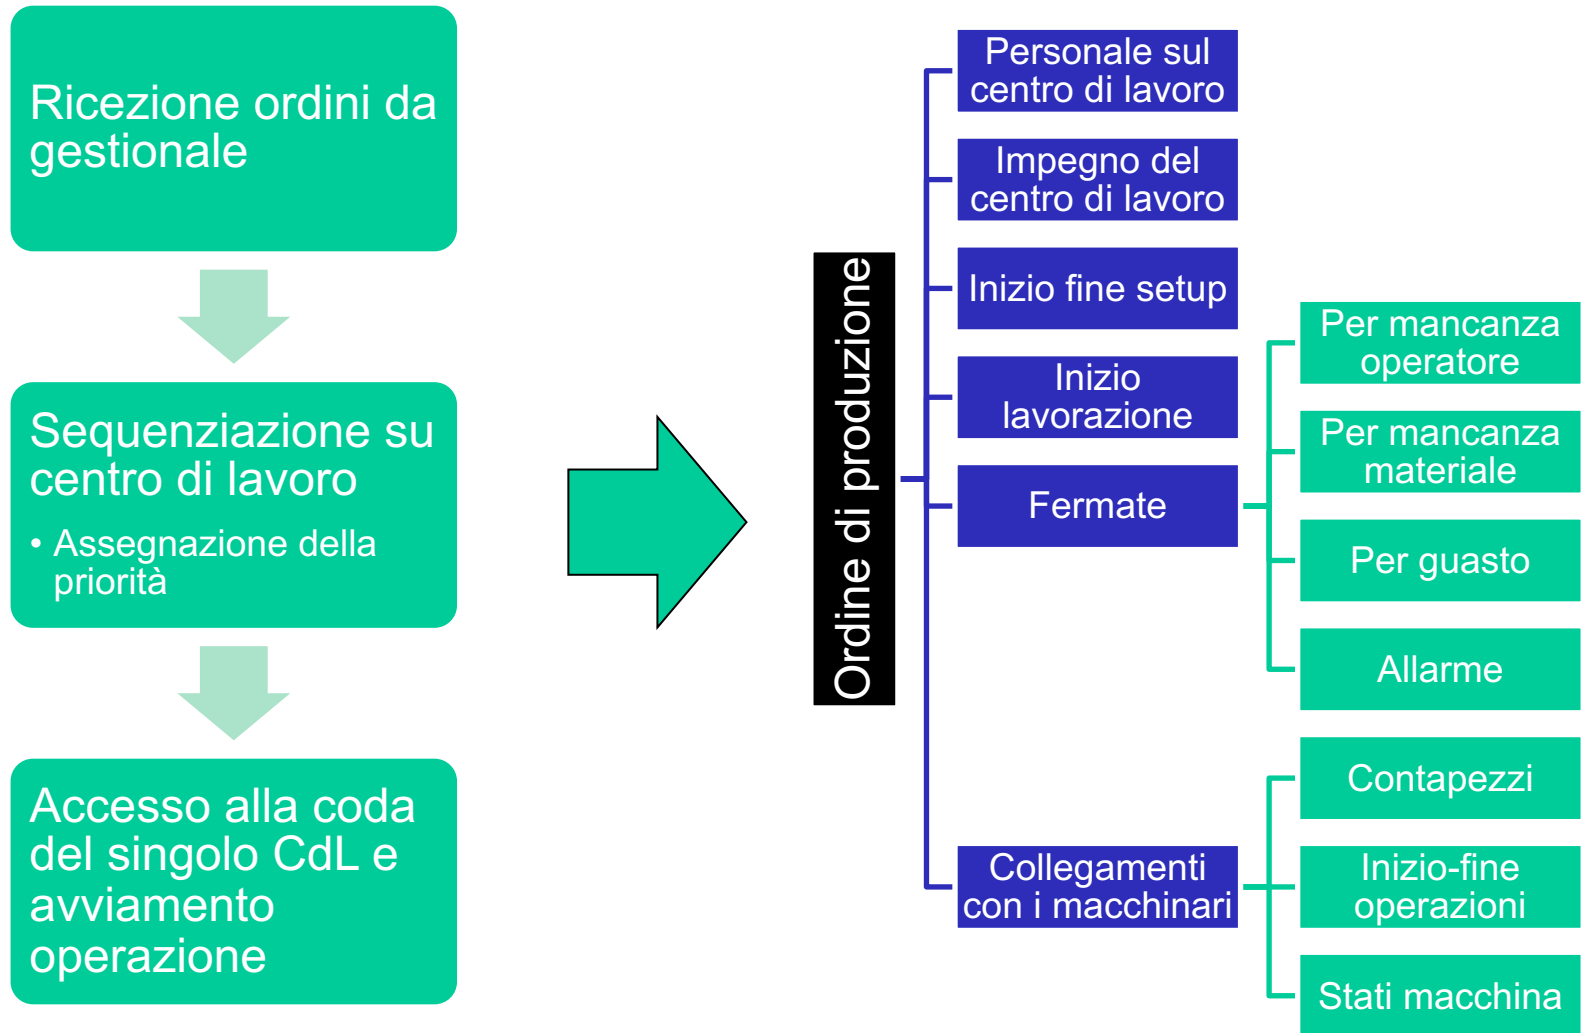 Ricezione ordini da
gestionale
Sequenziazione su
centro di lavoro
• Assegnazione della
priorità
Accesso alla coda
del singolo CdL e
avviamento
operazione
Ordine di produzione
Personale sul
centro di lavoro
Impegno del
centro di lavoro
Inizio fine setup
Inizio
lavorazione
Fermate
Per mancanza
operatore
Per mancanza
materiale
Per guasto
Allarme
Collegamenti
con i macchinari
Contapezzi
Inizio-fine
operazioni
Stati macchina